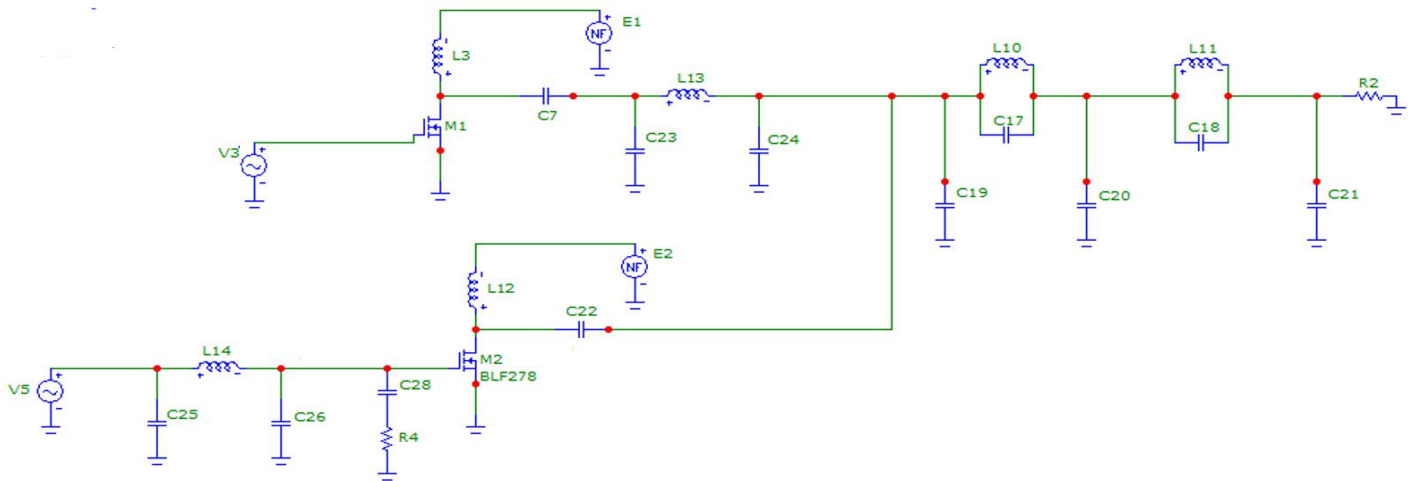 E1
NF
L3
L13
L10
L11
R2
C7
M1
C17
C18
V3
C23
C24
C19
C20
C21
E2
NF
L12
C22
L14
M2
BLF278
V5
C28
C25
C26
R4